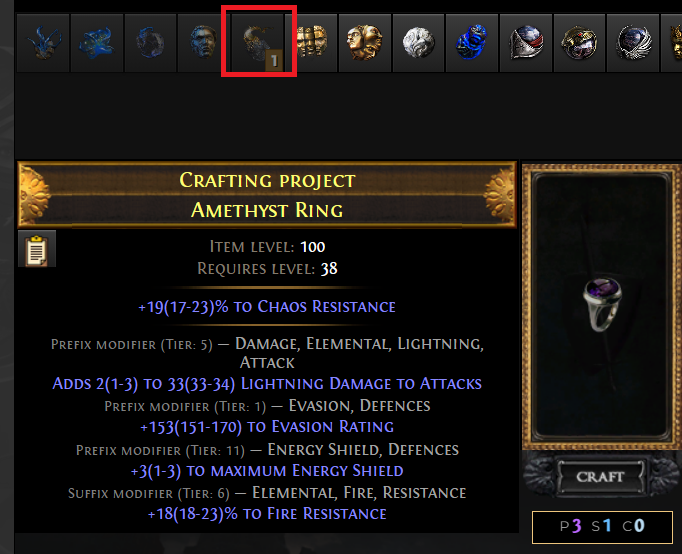 1
Crafting project
Amethyst Ring
Item level: 100
Requires level: 38
+19(17-23)% to Chaos Resistance
Prefix modifier (Tier: 5) — Damage, Elemental, Lightning,
Attack
Adds 2(1-3) to 33(33-34) Lightning Damage to Attacks
Prefix modifier (Tier: 1) — Evasion, Defences
+153(151-170) to Evasion Rating
Prefix modifier (Tier: 11) — Energy Shield, Defences
+3(1-3) to maximum Energy Shield
Suffix modifier (Tier: 6) — Elemental, Fire, Resistance
+18(18-23)% to Fire Resistance
CRAFT
P3 S1 C0